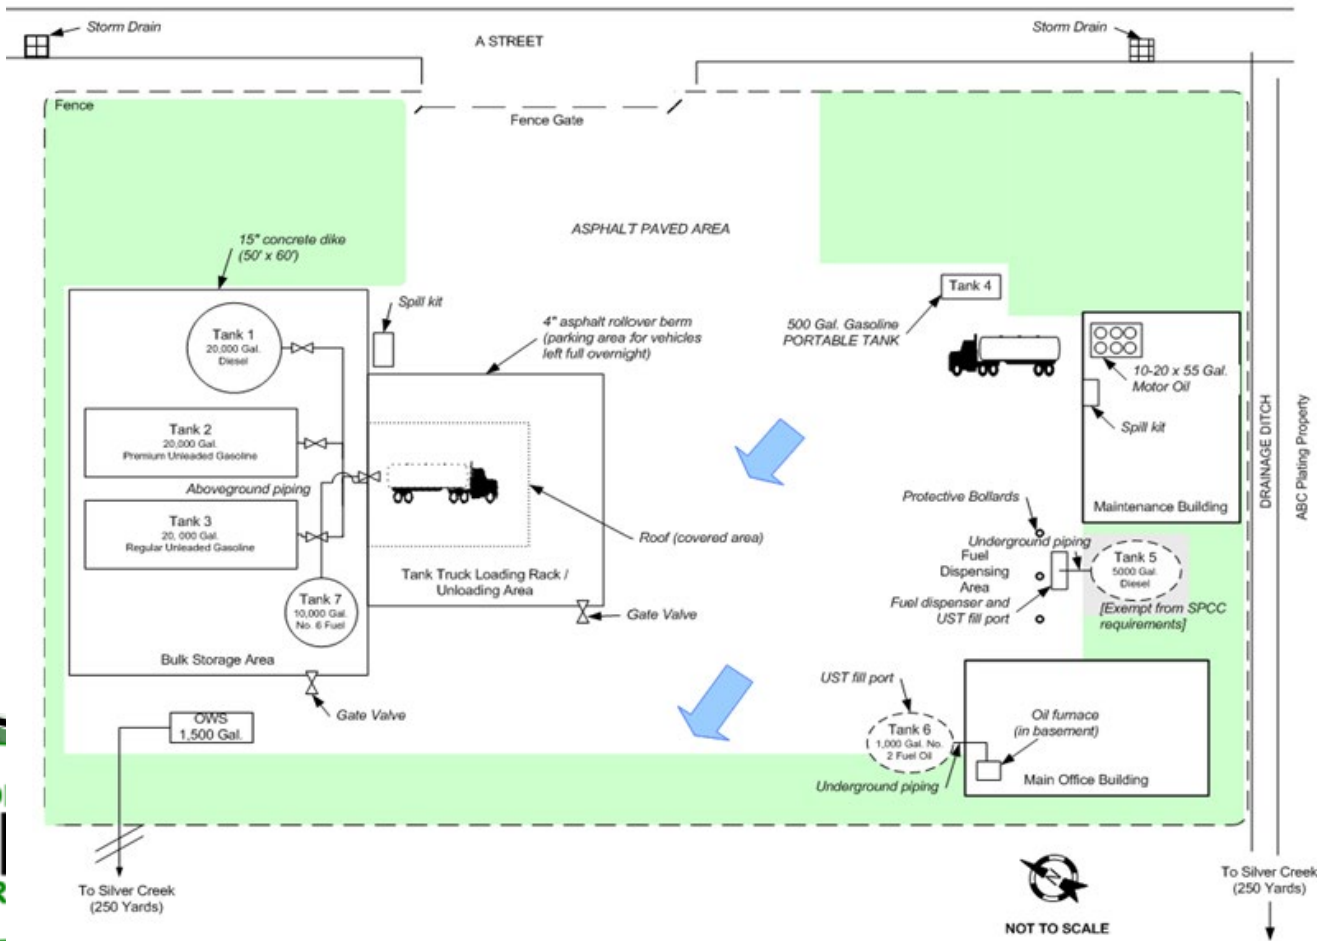 Storm Drain
A STREET
Storm Drain
Fence
Fence Gate
ASPHALT PAVED AREA
15" concrete dike
(50' x 60')
Spill kit
4" asphalt rollover berm
(parking area for vehicles
left full overnight)
Tank 1
20,000 Gal.
Diesel
Tank 2
20,000 Gal.
Premium Unleaded Gasoline
Aboveground piping
Tank 3
20, 000 Gal.
Regular Unleaded Gasoline
Tank 7
10,000 Gal.
No. 6 Fuel
Bulk Storage Area
Roof (covered area)
Tank Truck Loading Rack /
Unloading Area
Gate Valve
Gate Valve
OWS
1,500 Gal.
To Silver Creek
(250 Yards)
Tank 4
500 Gal. Gasoline
PORTABLE TANK
10-20 x 55 Gal.
Motor Oil
Spill kit
Maintenance Building
Protective Bollards
Underground piping
Fuel
Dispensing
Area
Fuel dispenser and
UST fill port
Tank 5
5000 Gal.
Diesel
[Exempt from SPCC
requirements]
UST fill port
Tank 6
1,000 Gal. No.
2 Fuel Oil
Underground piping
Oil furnace
(in basement)
Main Office Building
DRAINAGE DITCH
ABC Plating Property
To Silver Creek
(250 Yards)
N
NOT TO SCALE
R